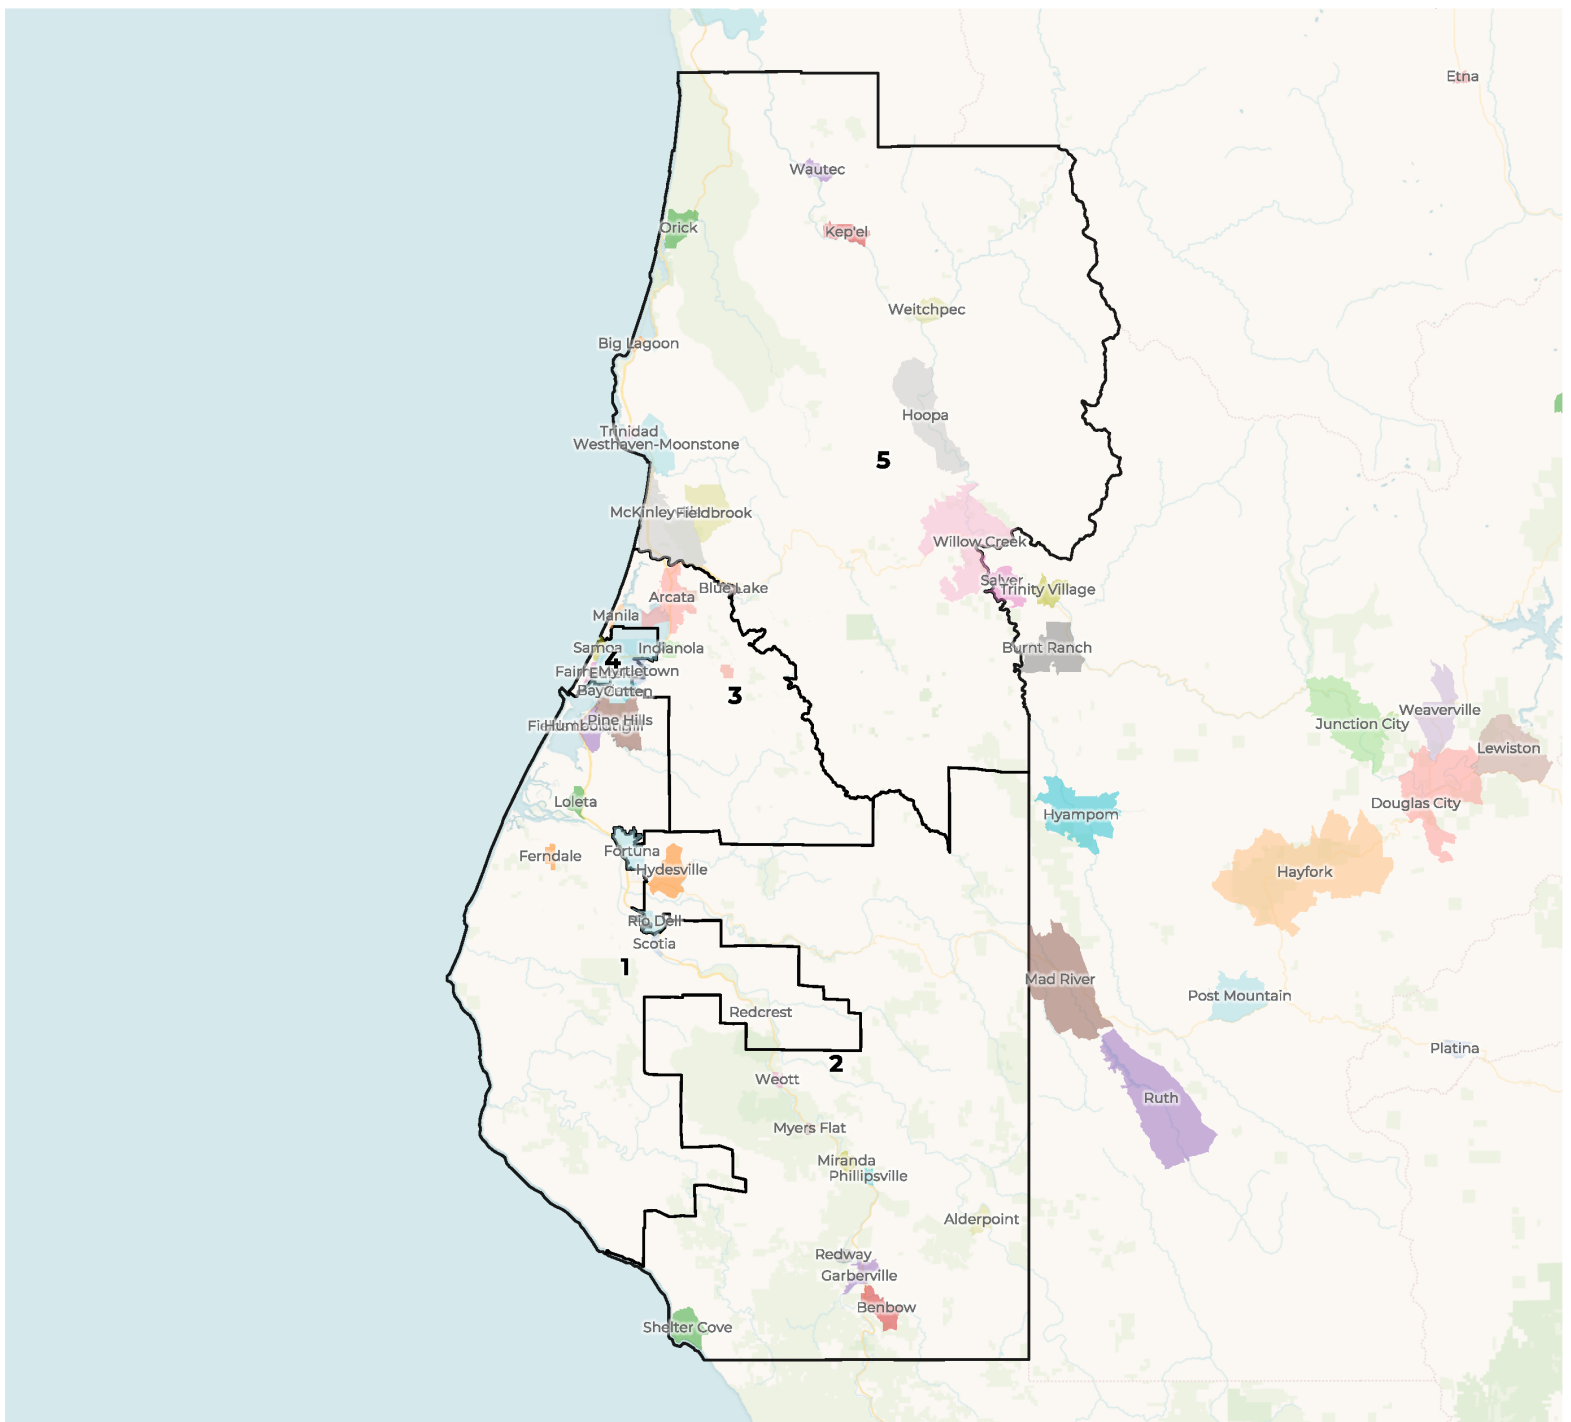 Etna
Wautec
Orick
Kep'el
Weitchpec
Big Lagoon
Hoopa
Trinidad
Westhaven-Moonstone
5
McKinley
Fieldbrook
Willow Creek
Salyer
Trinity Village
Blue Lake
Arcata
Manila
Samoa
Indianola
Burnt Ranch
4
Myrtletown
3
Cutten
Pine Hills
Weaverville
Junction City
Lewiston
Loleta
Douglas City
Hyampom
Fortuna
Ferndale
Hydesville
Hayfork
Rio Dell
Scotia
1
Mad River
Post Mountain
Redcrest
Platina
2
Weott
Ruth
Myers Flat
Miranda
Phillipsville
Alderpoint
Redway
Garberville
Benbow
Shelter Cove